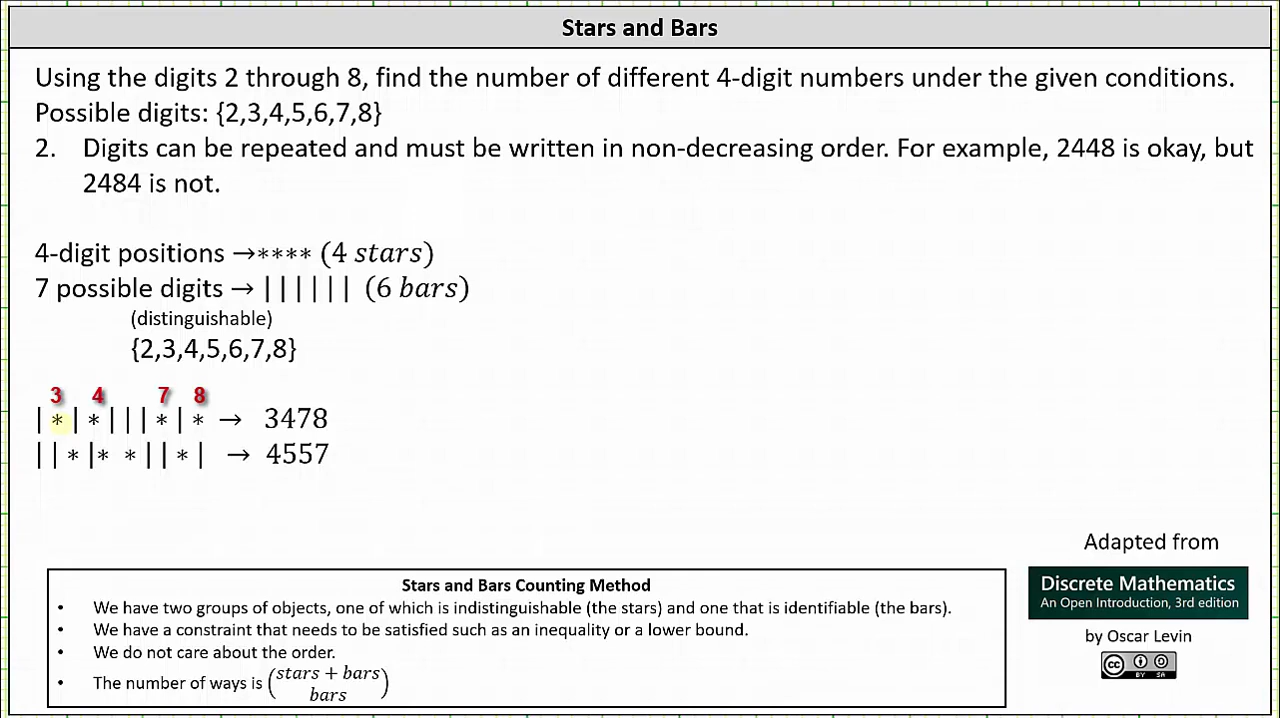 Stars and Bars
Using the digits 2 through 8, find the number of different 4-digit numbers under the given conditions.
Possible digits: {2,3,4,5,6,7,8}
2. Digits can be repeated and must be written in non-decreasing order. For example, 2448 is okay, but
2484 is not.
4-digit positions →∗∗∗∗ (4 stars)
7 possible digits → | | | | | | (6 bars)
(distinguishable)
{2,3,4,5,6,7,8}
3 4 7 8
| ∗ | ∗ | | | ∗ | ∗ → 3478
| | ∗ | ∗ ∗ | | ∗ | → 4557
Adapted from
Discrete Mathematics
An Open Introduction, 3rd edition
by Oscar Levin
cc BY SA
Stars and Bars Counting Method
• We have two groups of objects, one of which is indistinguishable (the stars) and one that is identifiable (the bars).
• We have a constraint that needs to be satisfied such as an inequality or a lower bound.
• We do not care about the order.
• The number of ways is (stars + bars
bars)